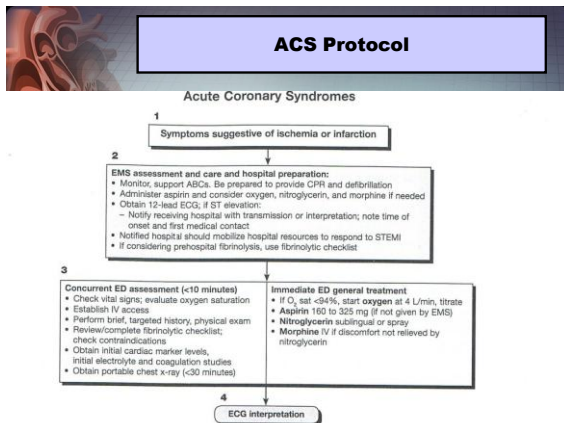 ACS Protocol
Acute Coronary Syndromes
1
Symptoms suggestive of ischemia or infarction
2
EMS assessment and care and hospital preparation:
• Monitor, support ABCs. Be prepared to provide CPR and defibrillation
• Administer aspirin and consider oxygen, nitroglycerin, and morphine if needed
• Obtain 12-lead ECG; if ST elevation:
– Notify receiving hospital with transmission or interpretation; note time of
onset and first medical contact
• Notified hospital should mobilize hospital resources to respond to STEMI
• If considering prehospital fibrinolysis, use fibrinolytic checklist
3
Concurrent ED assessment (<10 minutes)
• Check vital signs; evaluate oxygen saturation
• Establish IV access
• Perform brief, targeted history, physical exam
• Review/complete fibrinolytic checklist;
check contraindications
• Obtain initial cardiac marker levels,
initial electrolyte and coagulation studies
• Obtain portable chest x-ray (<30 minutes)
Immediate ED general treatment
• If O2 sat <94%, start oxygen at 4 L/min, titrate
• Aspirin 160 to 325 mg (if not given by EMS)
• Nitroglycerin sublingual or spray
• Morphine IV if discomfort not relieved by
nitroglycerin
4
ECG interpretation